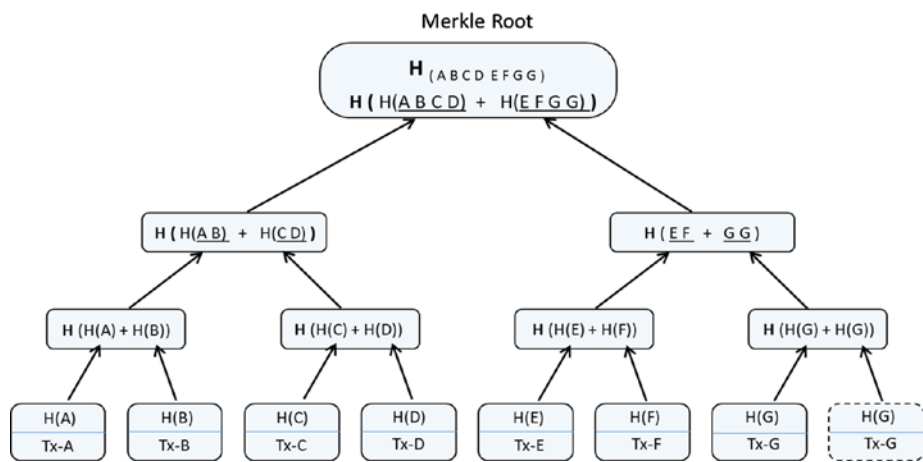 Merkle Root
H (A B C D E F G G)
H ( H(A B C D) + H(E F G G) )
H ( H(A B) + H(C D) )
H ( E F + G G )
H (H(A) + H(B))
H (H(C) + H(D))
H (H(E) + H(F))
H (H(G) + H(G))
H(A)
Tx-A
H(B)
Tx-B
H(C)
Tx-C
H(D)
Tx-D
H(E)
Tx-E
H(F)
Tx-F
H(G)
Tx-G
H(G)
Tx-G